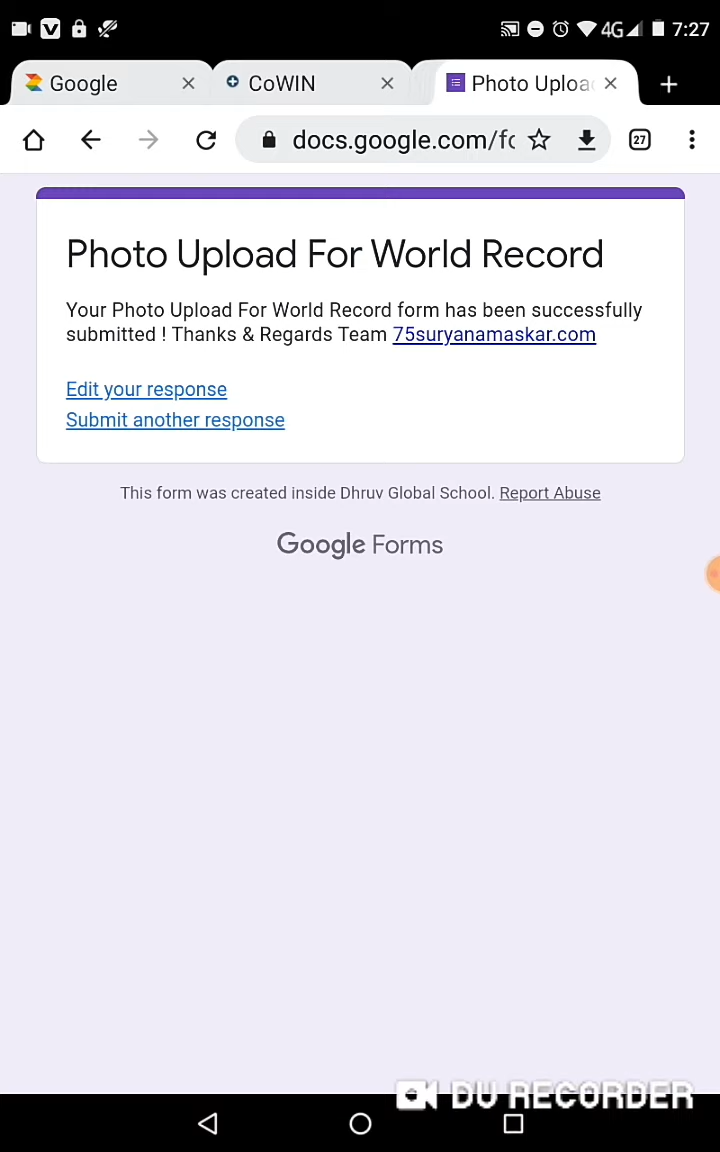 4G 7:27
Google CoWIN Photo Uploa
docs.google.com/fo 27
Photo Upload For World Record
Your Photo Upload For World Record form has been successfully
submitted ! Thanks & Regards Team 75suryanamaskar.com
Edit your response
Submit another response
This form was created inside Dhruv Global School. Report Abuse
Google Forms
DU RECORDER